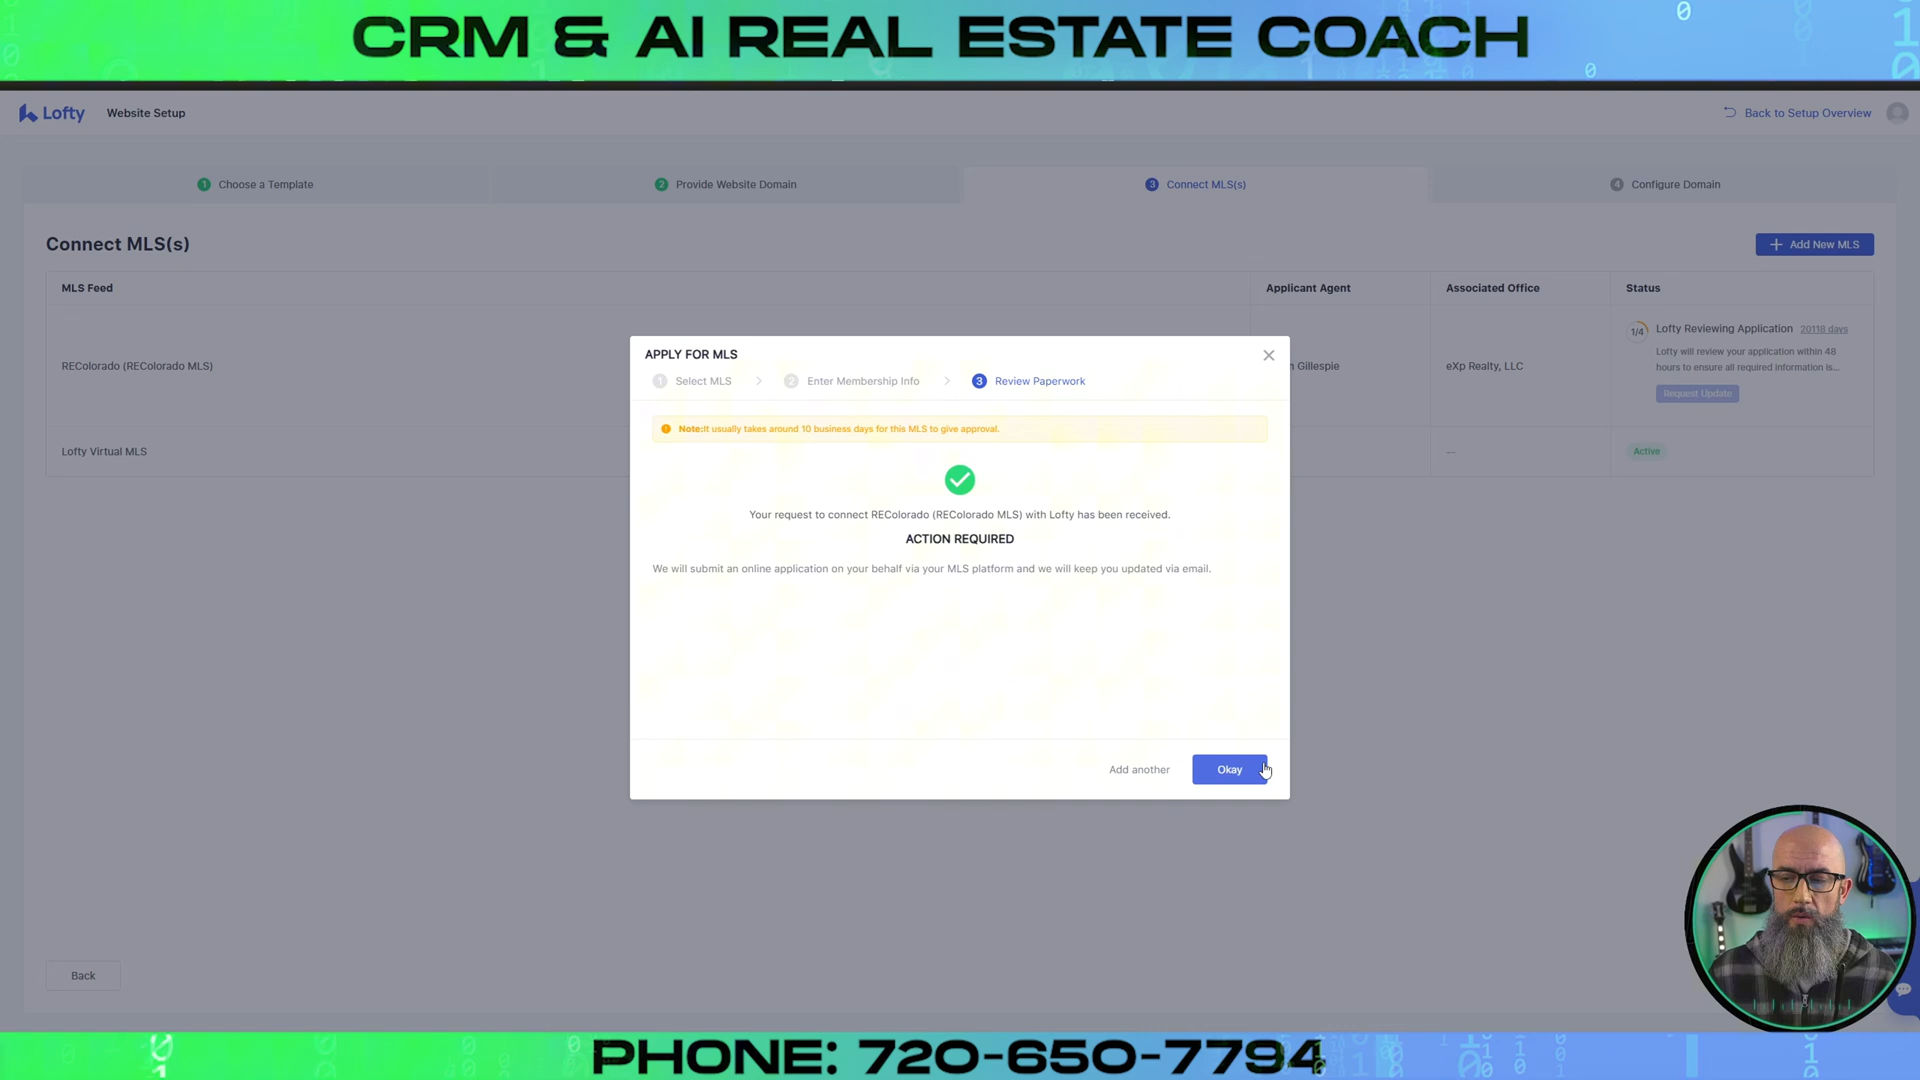 CRM & AI REAL ESTATE COACH
Lofty
Website Setup
Back to Setup Overview
1 Choose a Template
2 Provide Website Domain
3 Connect MLS(s)
4 Configure Domain
Connect MLS(s)
+ Add New MLS
MLS Feed
Applicant Agent
Associated Office
Status
REColorado (REColorado MLS)
Gillespie
eXp Realty, LLC
1/4
Lofty Reviewing Application 20118 days
Lofty will review your application within 48
hours to ensure all required information is...
Request Update
Lofty Virtual MLS
--
Active
APPLY FOR MLS
1 Select MLS > 2 Enter Membership Info > 3 Review Paperwork
Note:It usually takes around 10 business days for this MLS to give approval.
Your request to connect REColorado (REColorado MLS) with Lofty has been received.
ACTION REQUIRED
We will submit an online application on your behalf via your MLS platform and we will keep you updated via email.
Add another
Okay
Back
PHONE: 720-650-7794